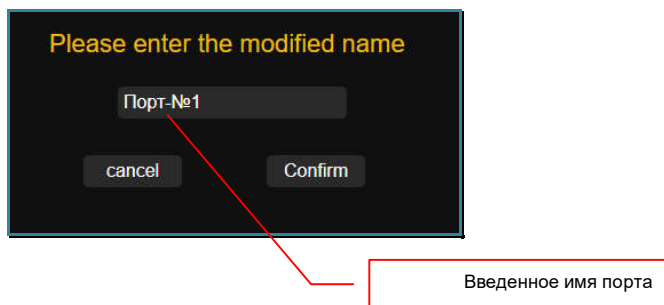 Please enter the modified name
Порт-№1
cancel Confirm
Введенное имя порта